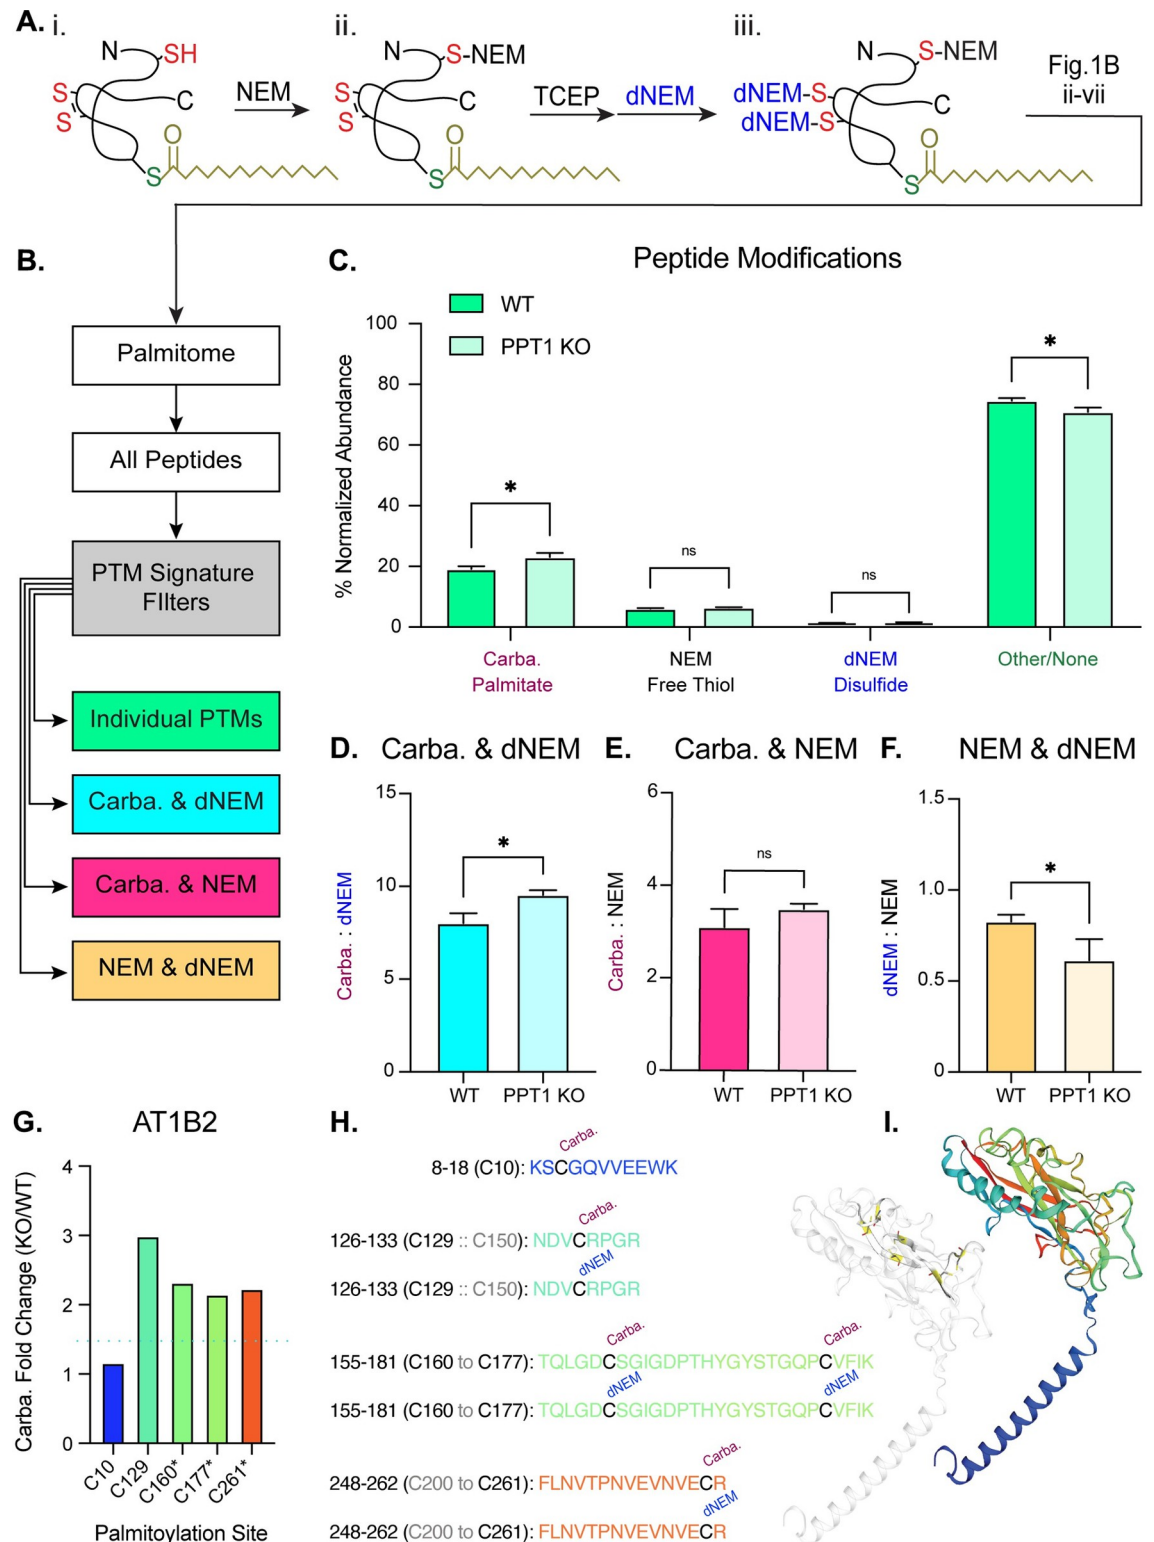 A. i.
N
SH
S
S
C
O
S
NEM
ii.
N
S-NEM
S
S
C
O
S
TCEP
dNEM
iii.
N
S-NEM
dNEM-S
dNEM-S
C
O
S
Fig.1B
ii-vii
B.
Palmitome
All Peptides
PTM Signature
FIlters
Individual PTMs
Carba. & dNEM
Carba. & NEM
NEM & dNEM
C.
Peptide Modifications
WT
PPT1 KO
% Normalized Abundance
100
80
60
40
20
0
*
ns
ns
*
Carba.
Palmitate
NEM
Free Thiol
dNEM
Disulfide
Other/None
D. Carba. & dNEM
Carba. : dNEM
15
10
5
0
*
WT PPT1 KO
E. Carba. & NEM
Carba. : NEM
6
4
2
0
ns
WT PPT1 KO
F. NEM & dNEM
dNEM : NEM
1.5
1.0
0.5
0
*
WT PPT1 KO
G. AT1B2
Carba. Fold Change (KO/WT)
4
3
2
1
0
C10 C129 C160* C177* C261*
Palmitoylation Site
H.
Carba.
8-18 (C10): KSCGQVVEEWK
Carba.
126-133 (C129 :: C150): NDVCRPGR
dNEM
126-133 (C129 :: C150): NDVCRPGR
Carba. Carba.
155-181 (C160 to C177): TQLGDCSGIGDPTHYGYSTGQPCVFIK
dNEM dNEM
155-181 (C160 to C177): TQLGDCSGIGDPTHYGYSTGQPCVFIK
Carba.
248-262 (C200 to C261): FLNVTPNVEVNVECR
dNEM
248-262 (C200 to C261): FLNVTPNVEVNVECR
I.